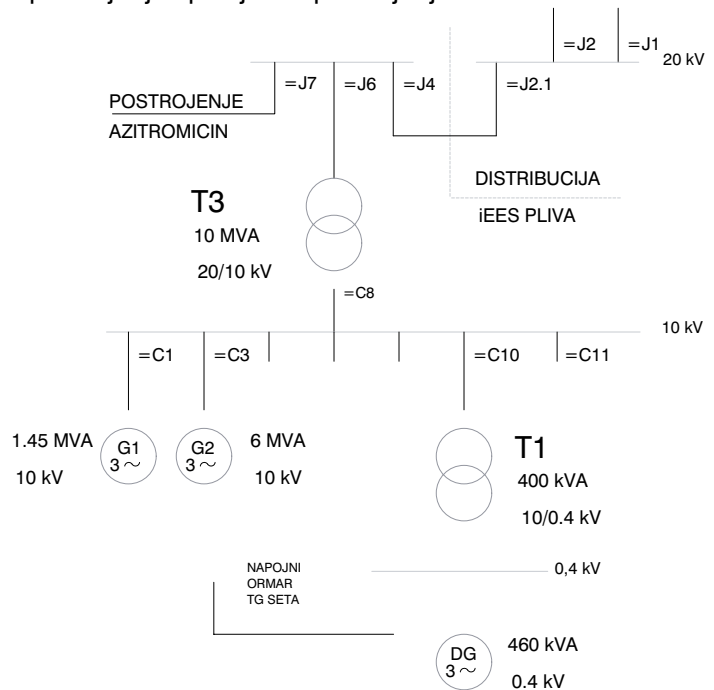 =J2
=J1
20 kV
=J7
=J6
=J4
=J2.1
POSTROJENJE
AZITROMICIN
DISTRIBUCIJA
iEES PLIVA
T3
10 MVA
20/10 kV
=C8
10 kV
=C1
=C3
=C10
=C11
1.45 MVA
10 kV
G1
3 ~
G2
3 ~
6 MVA
10 kV
T1
400 kVA
10/0.4 kV
NAPOJNI
ORMAR
TG SETA
0,4 kV
DG
3 ~
460 kVA
0.4 kV